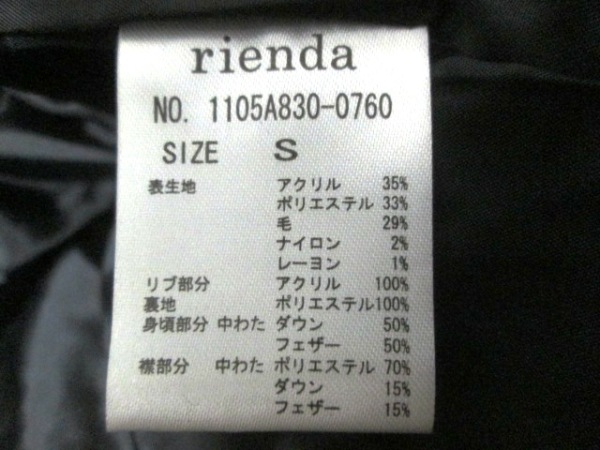 rienda
NO. 1105A830-0760
SIZE S
表生地 アクリル 35%
ポリエステル 33%
毛 29%
ナイロン 2%
レーヨン 1%
リブ部分 アクリル 100%
裏地 ポリエステル100%
身頃部分 中わた ダウン 50%
フェザー 50%
襟部分 中わた ポリエステル 70%
ダウン 15%
フェザー 15%